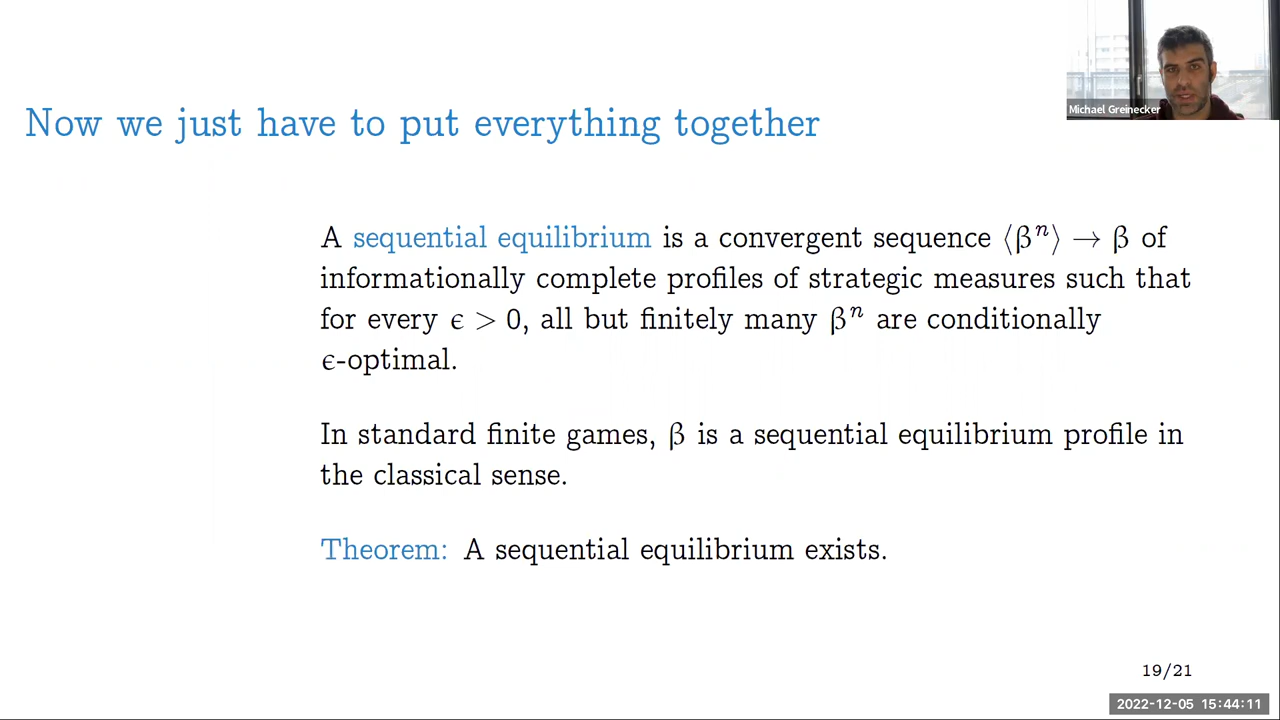 Michael Greinecker
Now we just have to put everything together
A sequential equilibrium is a convergent sequence ⟨βⁿ⟩ → β of
informationally complete profiles of strategic measures such that
for every ϵ > 0, all but finitely many βⁿ are conditionally
ϵ-optimal.
In standard finite games, β is a sequential equilibrium profile in
the classical sense.
Theorem: A sequential equilibrium exists.
19/21
2022-12-05 15:44:11